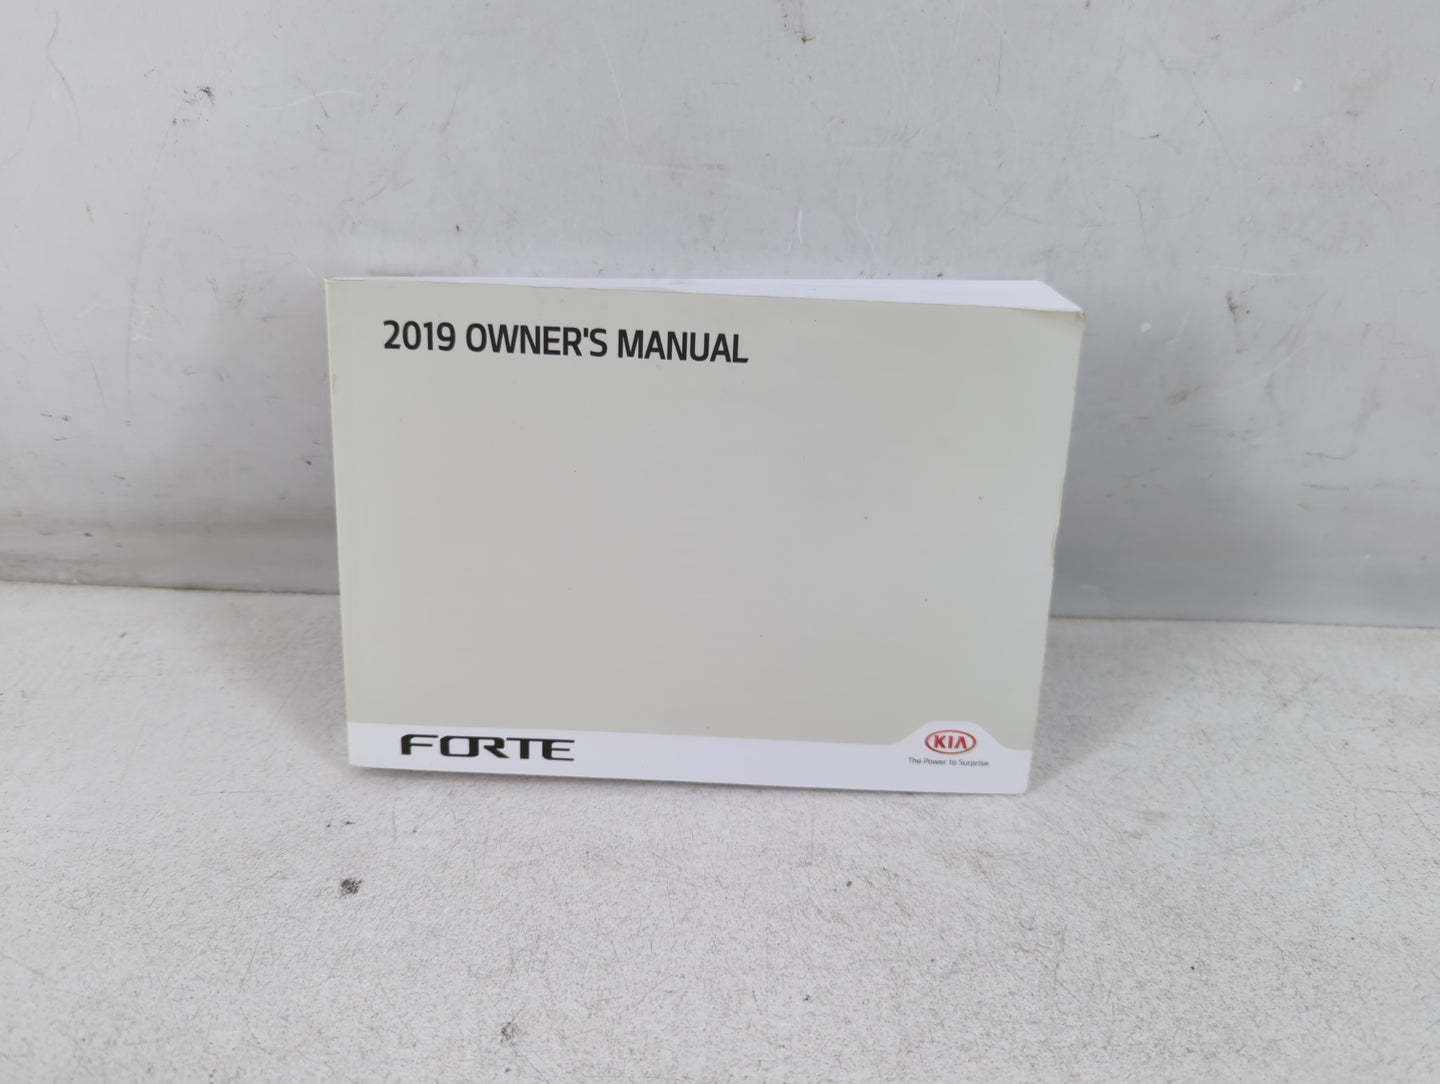 2019 OWNER'S MANUAL
FORTE
KIA
The Power to Surprise